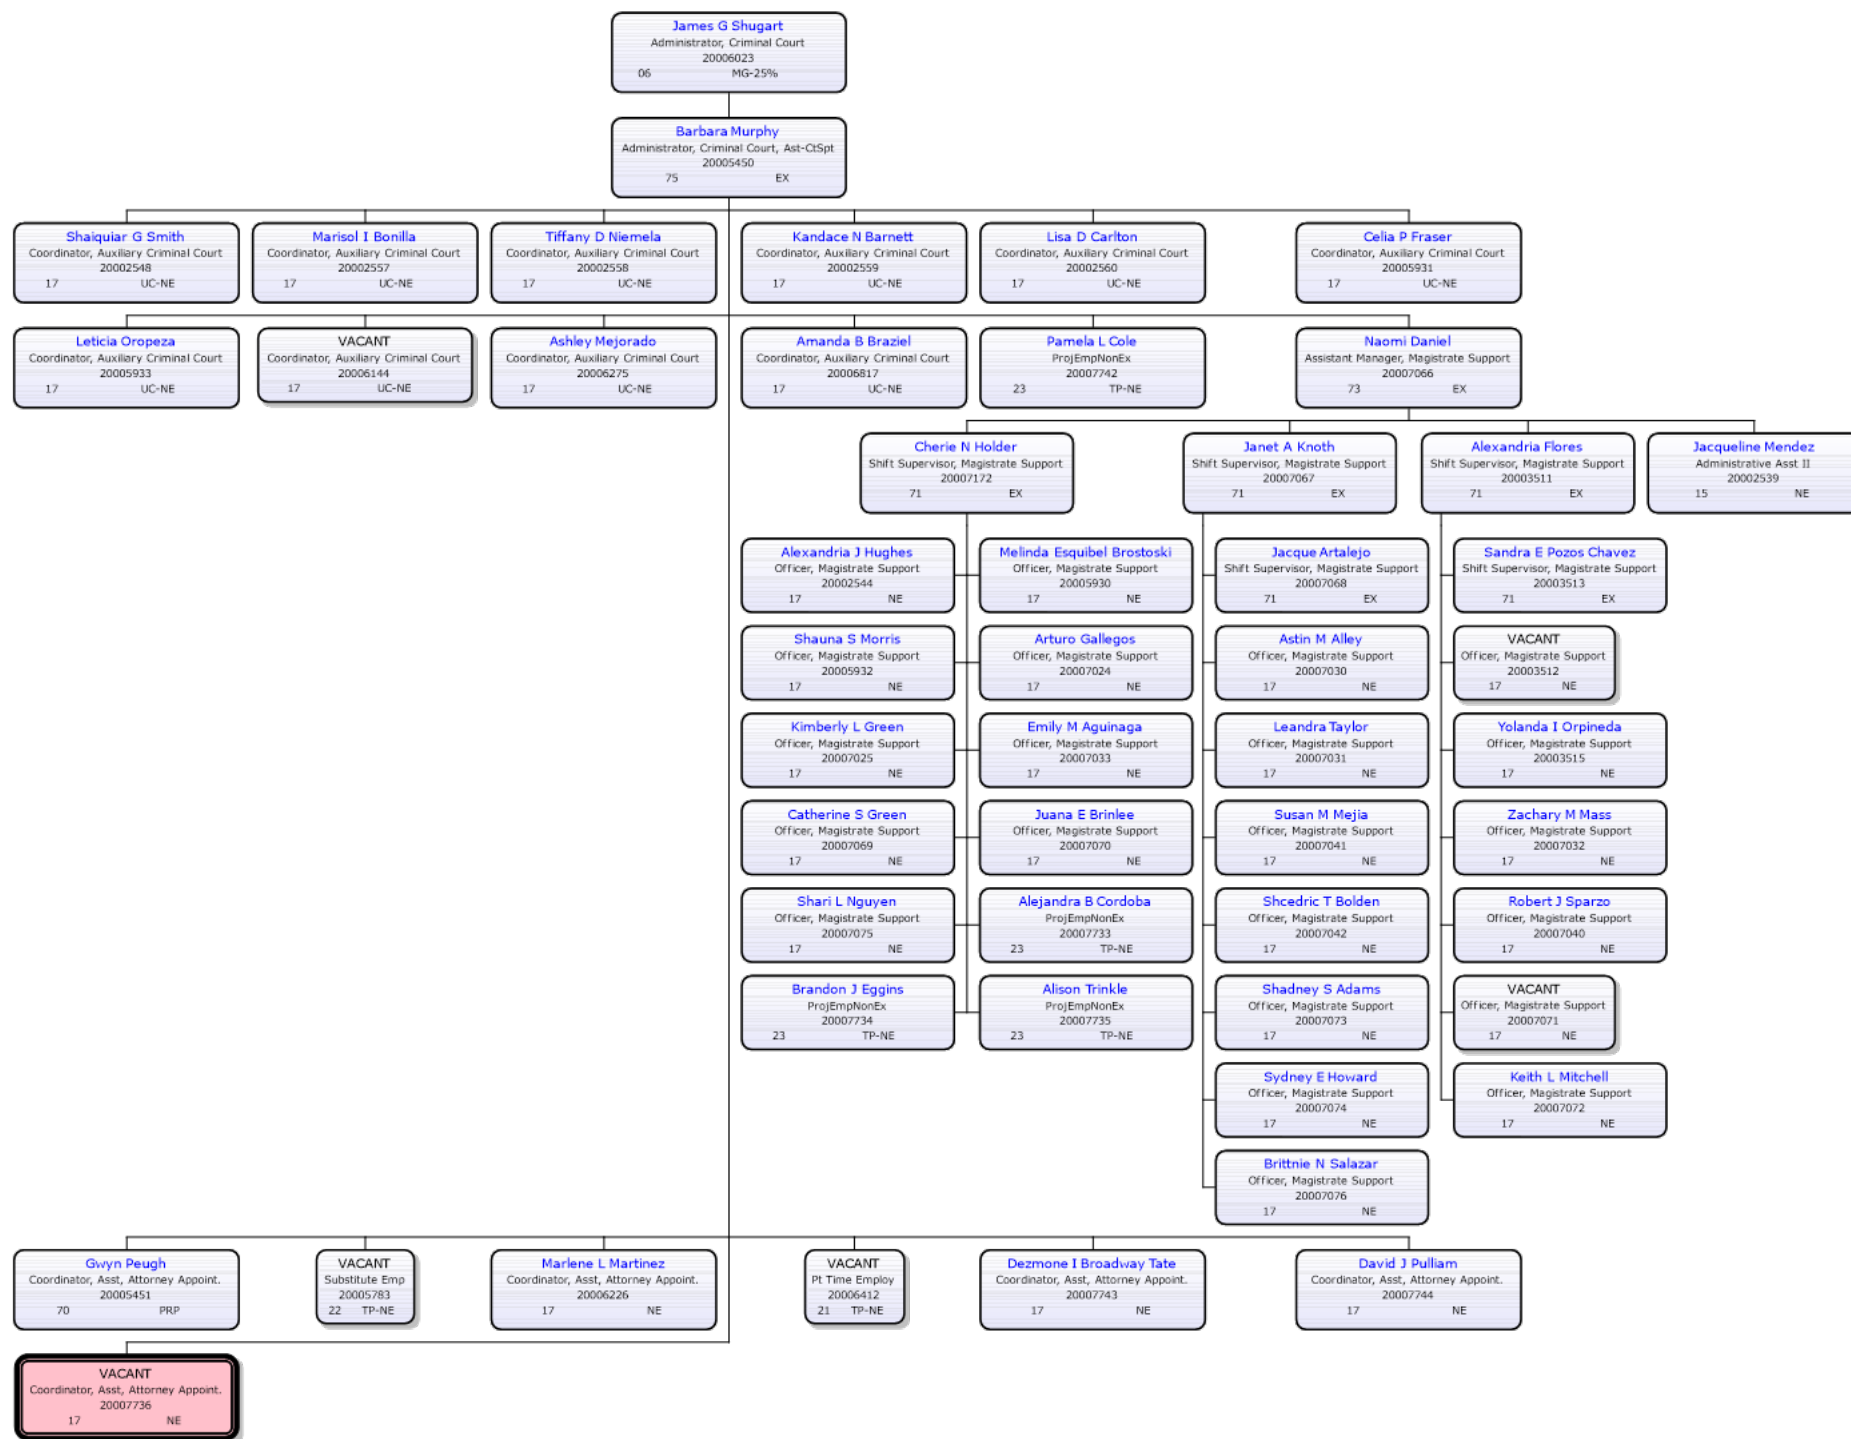 James G Shugart
Administrator, Criminal Court
20006023
06 MG-25%
Barbara Murphy
Administrator, Criminal Court, Ast-CtSpt
20005450
75 EX
Shaiquiar G Smith
Coordinator, Auxiliary Criminal Court
20002548
17 UC-NE
Marisol I Bonilla
Coordinator, Auxiliary Criminal Court
20002557
17 UC-NE
Tiffany D Niemela
Coordinator, Auxiliary Criminal Court
20002558
17 UC-NE
Kandace N Barnett
Coordinator, Auxiliary Criminal Court
20002559
17 UC-NE
Lisa D Carlton
Coordinator, Auxiliary Criminal Court
20002560
17 UC-NE
Celia P Fraser
Coordinator, Auxiliary Criminal Court
20005931
17 UC-NE
Leticia Oropeza
Coordinator, Auxiliary Criminal Court
20005933
17 UC-NE
VACANT
Coordinator, Auxiliary Criminal Court
20006144
17 UC-NE
Ashley Mejorado
Coordinator, Auxiliary Criminal Court
20006275
17 UC-NE
Amanda B Braziel
Coordinator, Auxiliary Criminal Court
20006817
17 UC-NE
Pamela L Cole
ProjEmpNonEx
20007742
23 TP-NE
Naomi Daniel
Assistant Manager, Magistrate Support
20007066
73 EX
Cherie N Holder
Shift Supervisor, Magistrate Support
20007172
71 EX
Janet A Knoth
Shift Supervisor, Magistrate Support
20007067
71 EX
Alexandria Flores
Shift Supervisor, Magistrate Support
20003511
71 EX
Jacqueline Mendez
Administrative Asst II
20002539
15 NE
Alexandria J Hughes
Officer, Magistrate Support
20002544
17 NE
Melinda Esquibel Brostoski
Officer, Magistrate Support
20005930
17 NE
Jacque Artalejo
Shift Supervisor, Magistrate Support
20007068
71 EX
Sandra E Pozos Chavez
Shift Supervisor, Magistrate Support
20003513
71 EX
Shauna S Morris
Officer, Magistrate Support
20005932
17 NE
Arturo Gallegos
Officer, Magistrate Support
20007024
17 NE
Astin M Alley
Officer, Magistrate Support
20007030
17 NE
VACANT
Officer, Magistrate Support
20003512
17 NE
Kimberly L Green
Officer, Magistrate Support
20007025
17 NE
Emily M Aguinaga
Officer, Magistrate Support
20007033
17 NE
Leandra Taylor
Officer, Magistrate Support
20007031
17 NE
Yolanda I Orpineda
Officer, Magistrate Support
20003515
17 NE
Catherine S Green
Officer, Magistrate Support
20007069
17 NE
Juana E Brinlee
Officer, Magistrate Support
20007070
17 NE
Susan M Mejia
Officer, Magistrate Support
20007041
17 NE
Zachary M Mass
Officer, Magistrate Support
20007032
17 NE
Shari L Nguyen
Officer, Magistrate Support
20007075
17 NE
Alejandra B Cordoba
ProjEmpNonEx
20007733
23 TP-NE
Shcedric T Bolden
Officer, Magistrate Support
20007042
17 NE
Robert J Sparzo
Officer, Magistrate Support
20007040
17 NE
Brandon J Eggins
ProjEmpNonEx
20007734
23 TP-NE
Alison Trinkle
ProjEmpNonEx
20007735
23 TP-NE
Shadney S Adams
Officer, Magistrate Support
20007073
17 NE
VACANT
Officer, Magistrate Support
20007071
17 NE
Sydney E Howard
Officer, Magistrate Support
20007074
17 NE
Keith L Mitchell
Officer, Magistrate Support
20007072
17 NE
Brittnie N Salazar
Officer, Magistrate Support
20007076
17 NE
Gwyn Peugh
Coordinator, Asst, Attorney Appoint.
20005451
70 PRP
VACANT
Substitute Emp
20005783
22 TP-NE
Marlene L Martinez
Coordinator, Asst, Attorney Appoint.
20006226
17 NE
VACANT
Pt Time Employ
20006412
21 TP-NE
Dezmone I Broadway Tate
Coordinator, Asst, Attorney Appoint.
20007743
17 NE
David J Pulliam
Coordinator, Asst, Attorney Appoint.
20007744
17 NE
VACANT
Coordinator, Asst, Attorney Appoint.
20007736
17 NE